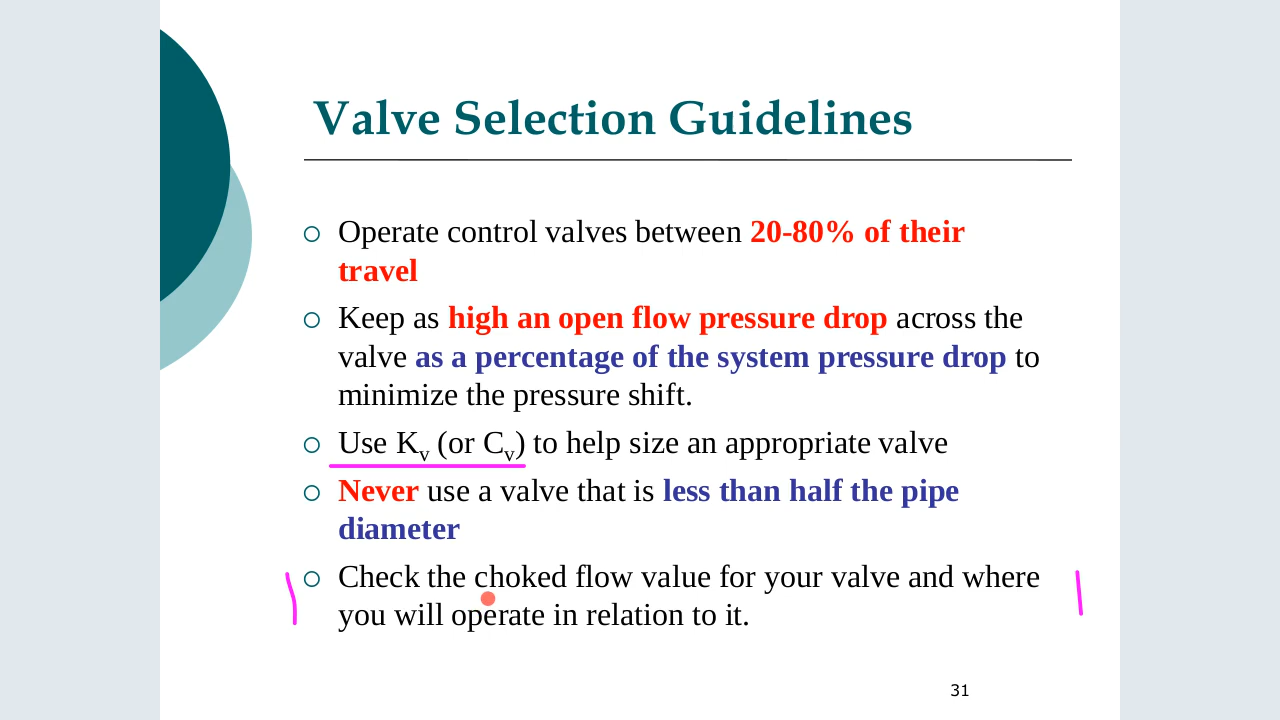 Valve Selection Guidelines
Operate control valves between 20-80% of their
travel
Keep as high an open flow pressure drop across the
valve as a percentage of the system pressure drop to
minimize the pressure shift.
Use Kv (or Cv) to help size an appropriate valve
Never use a valve that is less than half the pipe
diameter
Check the choked flow value for your valve and where
you will operate in relation to it.
31